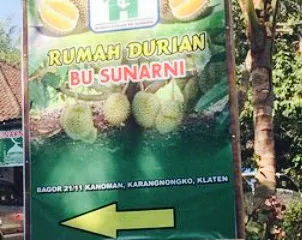 RUMAH DURIAN
BU SUNARNI
BAGOR 21/11 KANOMAN, KARANGNONGKO, KLATEN